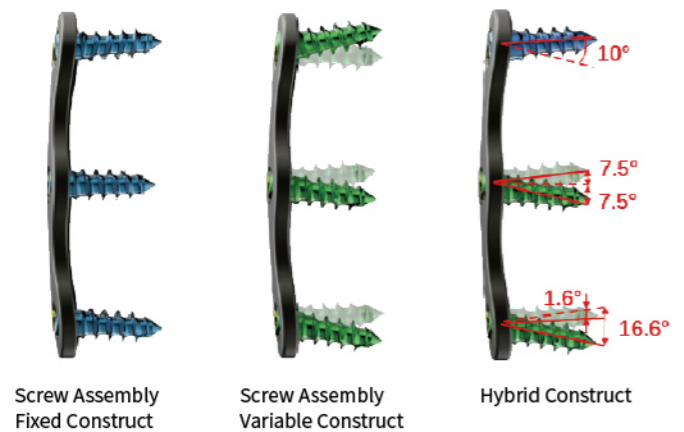 10°
7.5°
7.5°
1.6°
16.6°
Screw Assembly
Fixed Construct
Screw Assembly
Variable Construct
Hybrid Construct